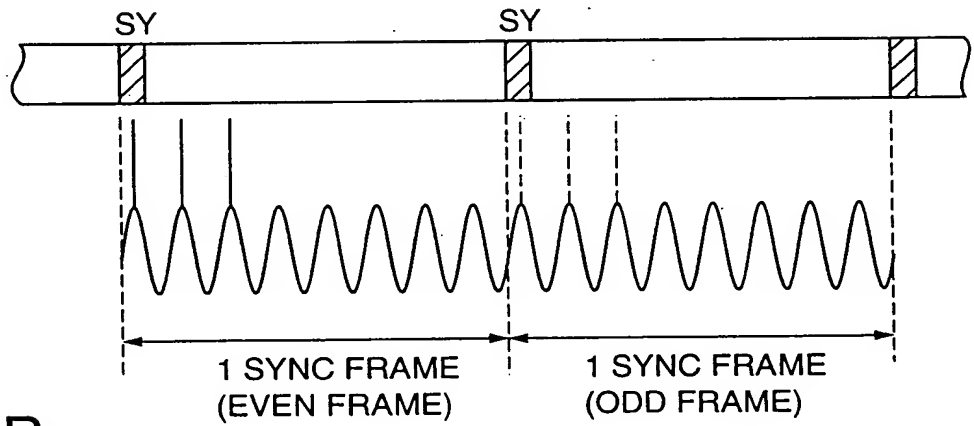 SY SY
1 SYNC FRAME 1 SYNC FRAME
(EVEN FRAME) (ODD FRAME)